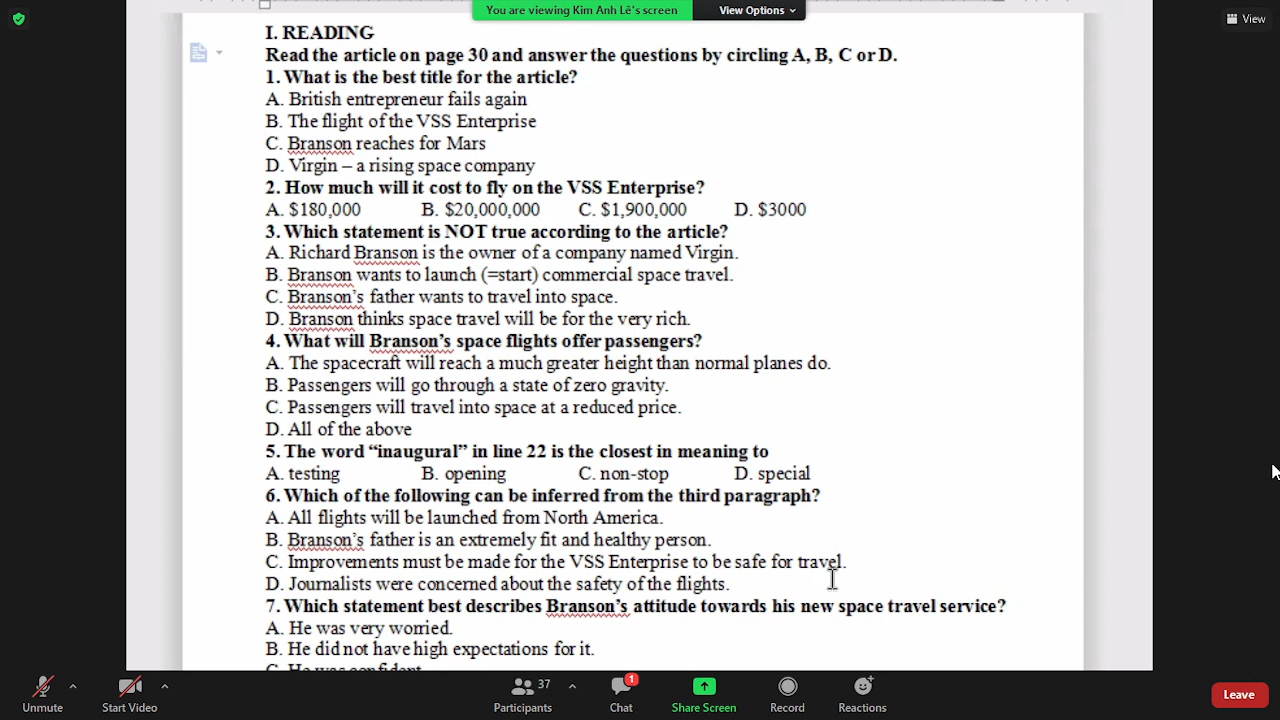 You are viewing Kim Anh Lê's screen
View Options
View
I. READING
Read the article on page 30 and answer the questions by circling A, B, C or D.
1. What is the best title for the article?
A. British entrepreneur fails again
B. The flight of the VSS Enterprise
C. Branson reaches for Mars
D. Virgin – a rising space company
2. How much will it cost to fly on the VSS Enterprise?
A. $180,000 B. $20,000,000 C. $1,900,000 D. $3000
3. Which statement is NOT true according to the article?
A. Richard Branson is the owner of a company named Virgin.
B. Branson wants to launch (=start) commercial space travel.
C. Branson’s father wants to travel into space.
D. Branson thinks space travel will be for the very rich.
4. What will Branson’s space flights offer passengers?
A. The spacecraft will reach a much greater height than normal planes do.
B. Passengers will go through a state of zero gravity.
C. Passengers will travel into space at a reduced price.
D. All of the above
5. The word “inaugural” in line 22 is the closest in meaning to
A. testing B. opening C. non-stop D. special
6. Which of the following can be inferred from the third paragraph?
A. All flights will be launched from North America.
B. Branson’s father is an extremely fit and healthy person.
C. Improvements must be made for the VSS Enterprise to be safe for travel.
D. Journalists were concerned about the safety of the flights.
7. Which statement best describes Branson’s attitude towards his new space travel service?
A. He was very worried.
B. He did not have high expectations for it.
C. He was confident
37
1
Unmute
Start Video
Participants
Chat
Share Screen
Record
Reactions
Leave